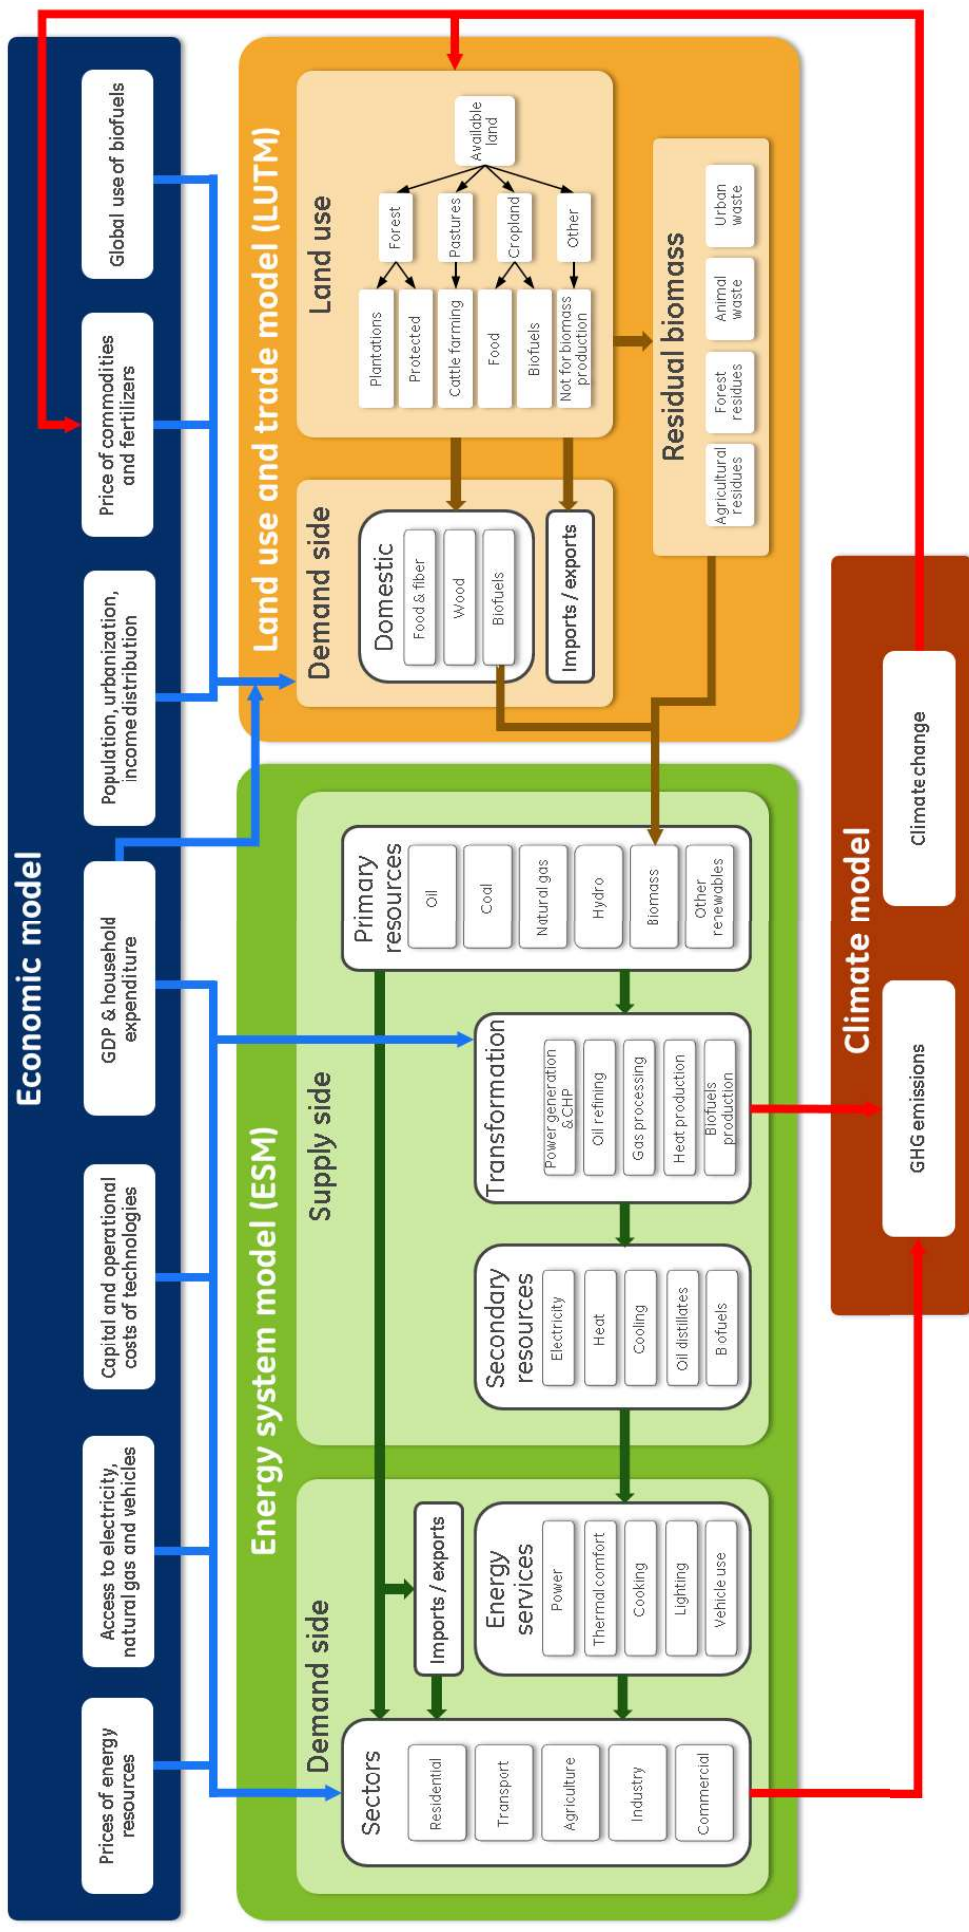 Economic model
Prices of energy
resources
Access to electricity,
natural gas and vehicles
Capital and operational
costs of technologies
GDP & household
expenditure
Population, urbanization,
income distribution
Price of commodities
and fertilizers
Global use of biofuels
Energy system model (ESM)
Demand side
Sectors
Residential
Transport
Agriculture
Industry
Commercial
Imports / exports
Energy
services
Power
Thermal comfort
Cooking
Lighting
Vehicle use
Supply side
Secondary
resources
Electricity
Heat
Cooling
Oil distillates
Biofuels
Transformation
Power generation
& CHP
Oil refining
Gas processing
Heat production
Biofuels
production
Primary
resources
Oil
Coal
Natural gas
Hydro
Biomass
Other
renewables
Land use and trade model (LUTM)
Demand side
Domestic
Food & fiber
Wood
Biofuels
Imports / exports
Land use
Plantations
Protected
Cattle farming
Food
Biofuels
Not for biomass
production
Forest
Pastures
Cropland
Other
Available
land
Residual biomass
Agricultural
residues
Forest
residues
Animal
waste
Urban
waste
Climate model
GHG emissions
Climate change